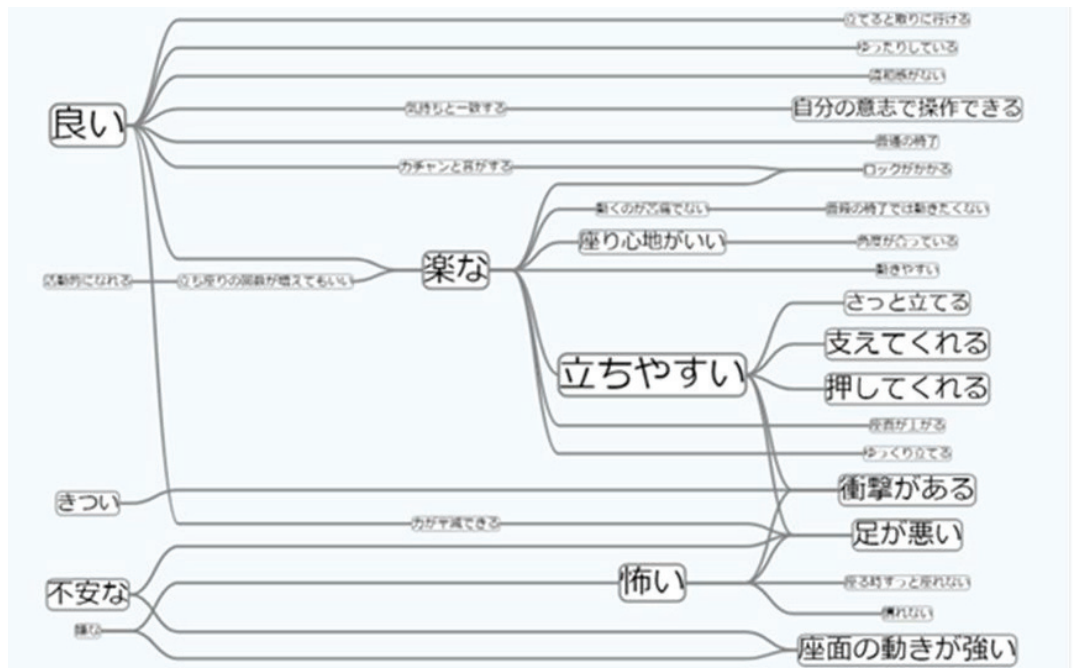 立てると取りに行ける
ゆったりしている
違和感がない
良い
気持ちと一致する
自分の意志で操作できる
普通の椅子
カチャンと音がする
ロックがかかる
動くのが苦痛でない
普段の椅子では動きたくない
座り心地がいい
角度が合っている
楽な
動きやすい
活動的になれる
立ち座りの回数が増えてもいい
さっと立てる
支えてくれる
立ちやすい
押してくれる
座面が上がる
ゆっくり立てる
きつい
衝撃がある
力が半減できる
足が悪い
不安な
怖い
座る時すっと座れない
慣れない
嫌な
座面の動きが強い